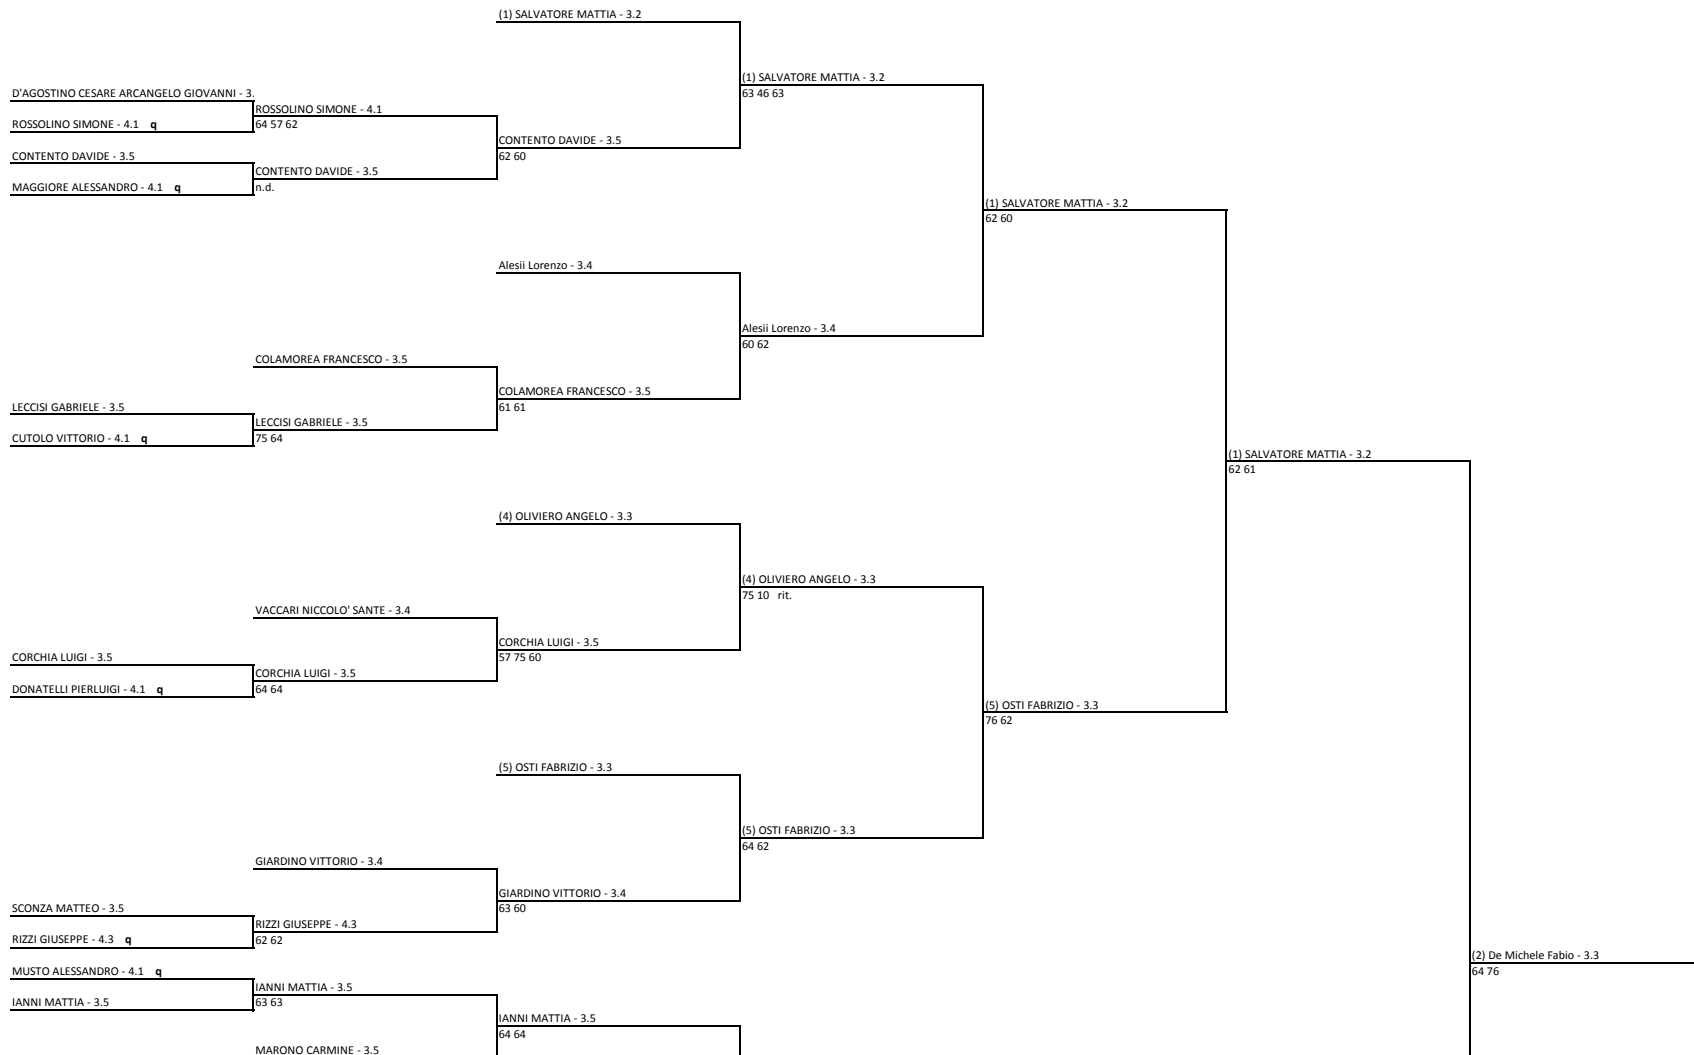 (1) SALVATORE MATTIA - 3.2
(1) SALVATORE MATTIA - 3.2
63 46 63
D'AGOSTINO CESARE ARCANGELO GIOVANNI - 3.
ROSSOLINO SIMONE - 4.1
64 57 62
ROSSOLINO SIMONE - 4.1 q
CONTENTO DAVIDE - 3.5
62 60
CONTENTO DAVIDE - 3.5
CONTENTO DAVIDE - 3.5
n.d.
MAGGIORE ALESSANDRO - 4.1 q
(1) SALVATORE MATTIA - 3.2
62 60
Alesii Lorenzo - 3.4
Alesii Lorenzo - 3.4
60 62
COLAMOREA FRANCESCO - 3.5
COLAMOREA FRANCESCO - 3.5
61 61
LECCISI GABRIELE - 3.5
LECCISI GABRIELE - 3.5
75 64
CUTOLO VITTORIO - 4.1 q
(1) SALVATORE MATTIA - 3.2
62 61
(4) OLIVIERO ANGELO - 3.3
(4) OLIVIERO ANGELO - 3.3
75 10 rit.
VACCARI NICCOLO' SANTE - 3.4
CORCHIA LUIGI - 3.5
57 75 60
CORCHIA LUIGI - 3.5
CORCHIA LUIGI - 3.5
64 64
DONATELLI PIERLUIGI - 4.1 q
(5) OSTI FABRIZIO - 3.3
76 62
(5) OSTI FABRIZIO - 3.3
(5) OSTI FABRIZIO - 3.3
64 62
GIARDINO VITTORIO - 3.4
GIARDINO VITTORIO - 3.4
63 60
SCONZA MATTEO - 3.5
RIZZI GIUSEPPE - 4.3
62 62
RIZZI GIUSEPPE - 4.3 q
(2) De Michele Fabio - 3.3
64 76
MUSTO ALESSANDRO - 4.1 q
IANNI MATTIA - 3.5
63 63
IANNI MATTIA - 3.5
IANNI MATTIA - 3.5
64 64
MARONO CARMINE - 3.5